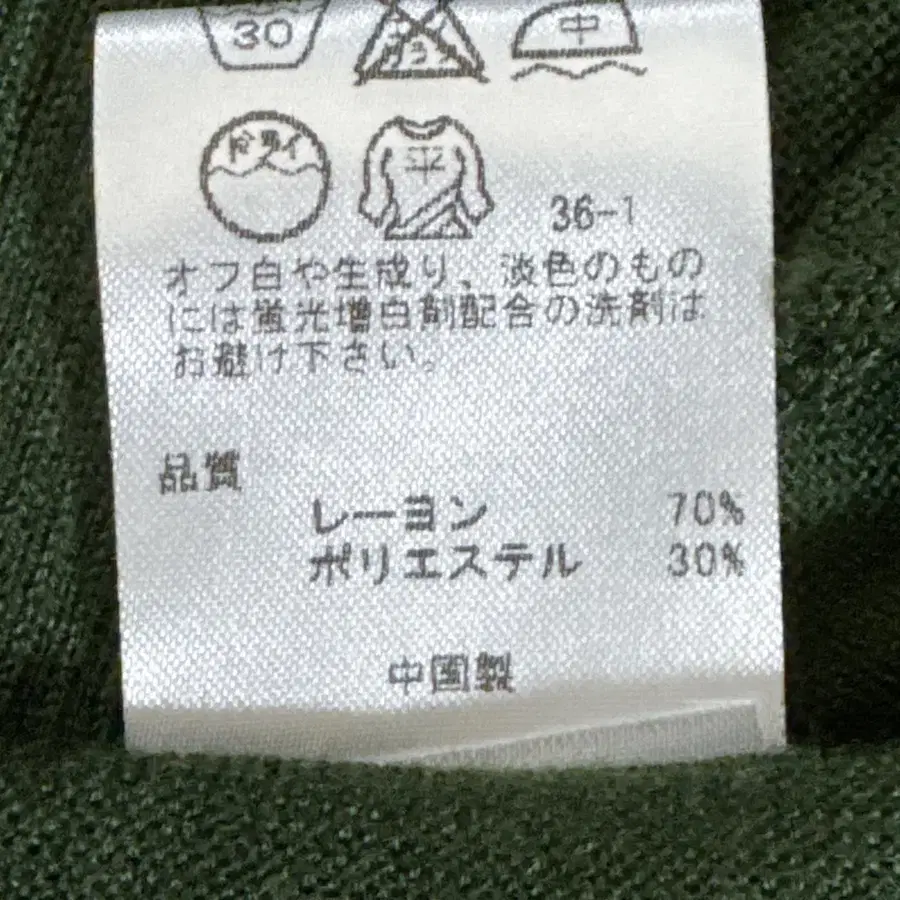 30
中
ドライ
平
36-1
オフ白や生成り、淡色のもの
には蛍光増白剤配合の洗剤は
お避け下さい。
品質
レーヨン 70%
ポリエステル 30%
中国製